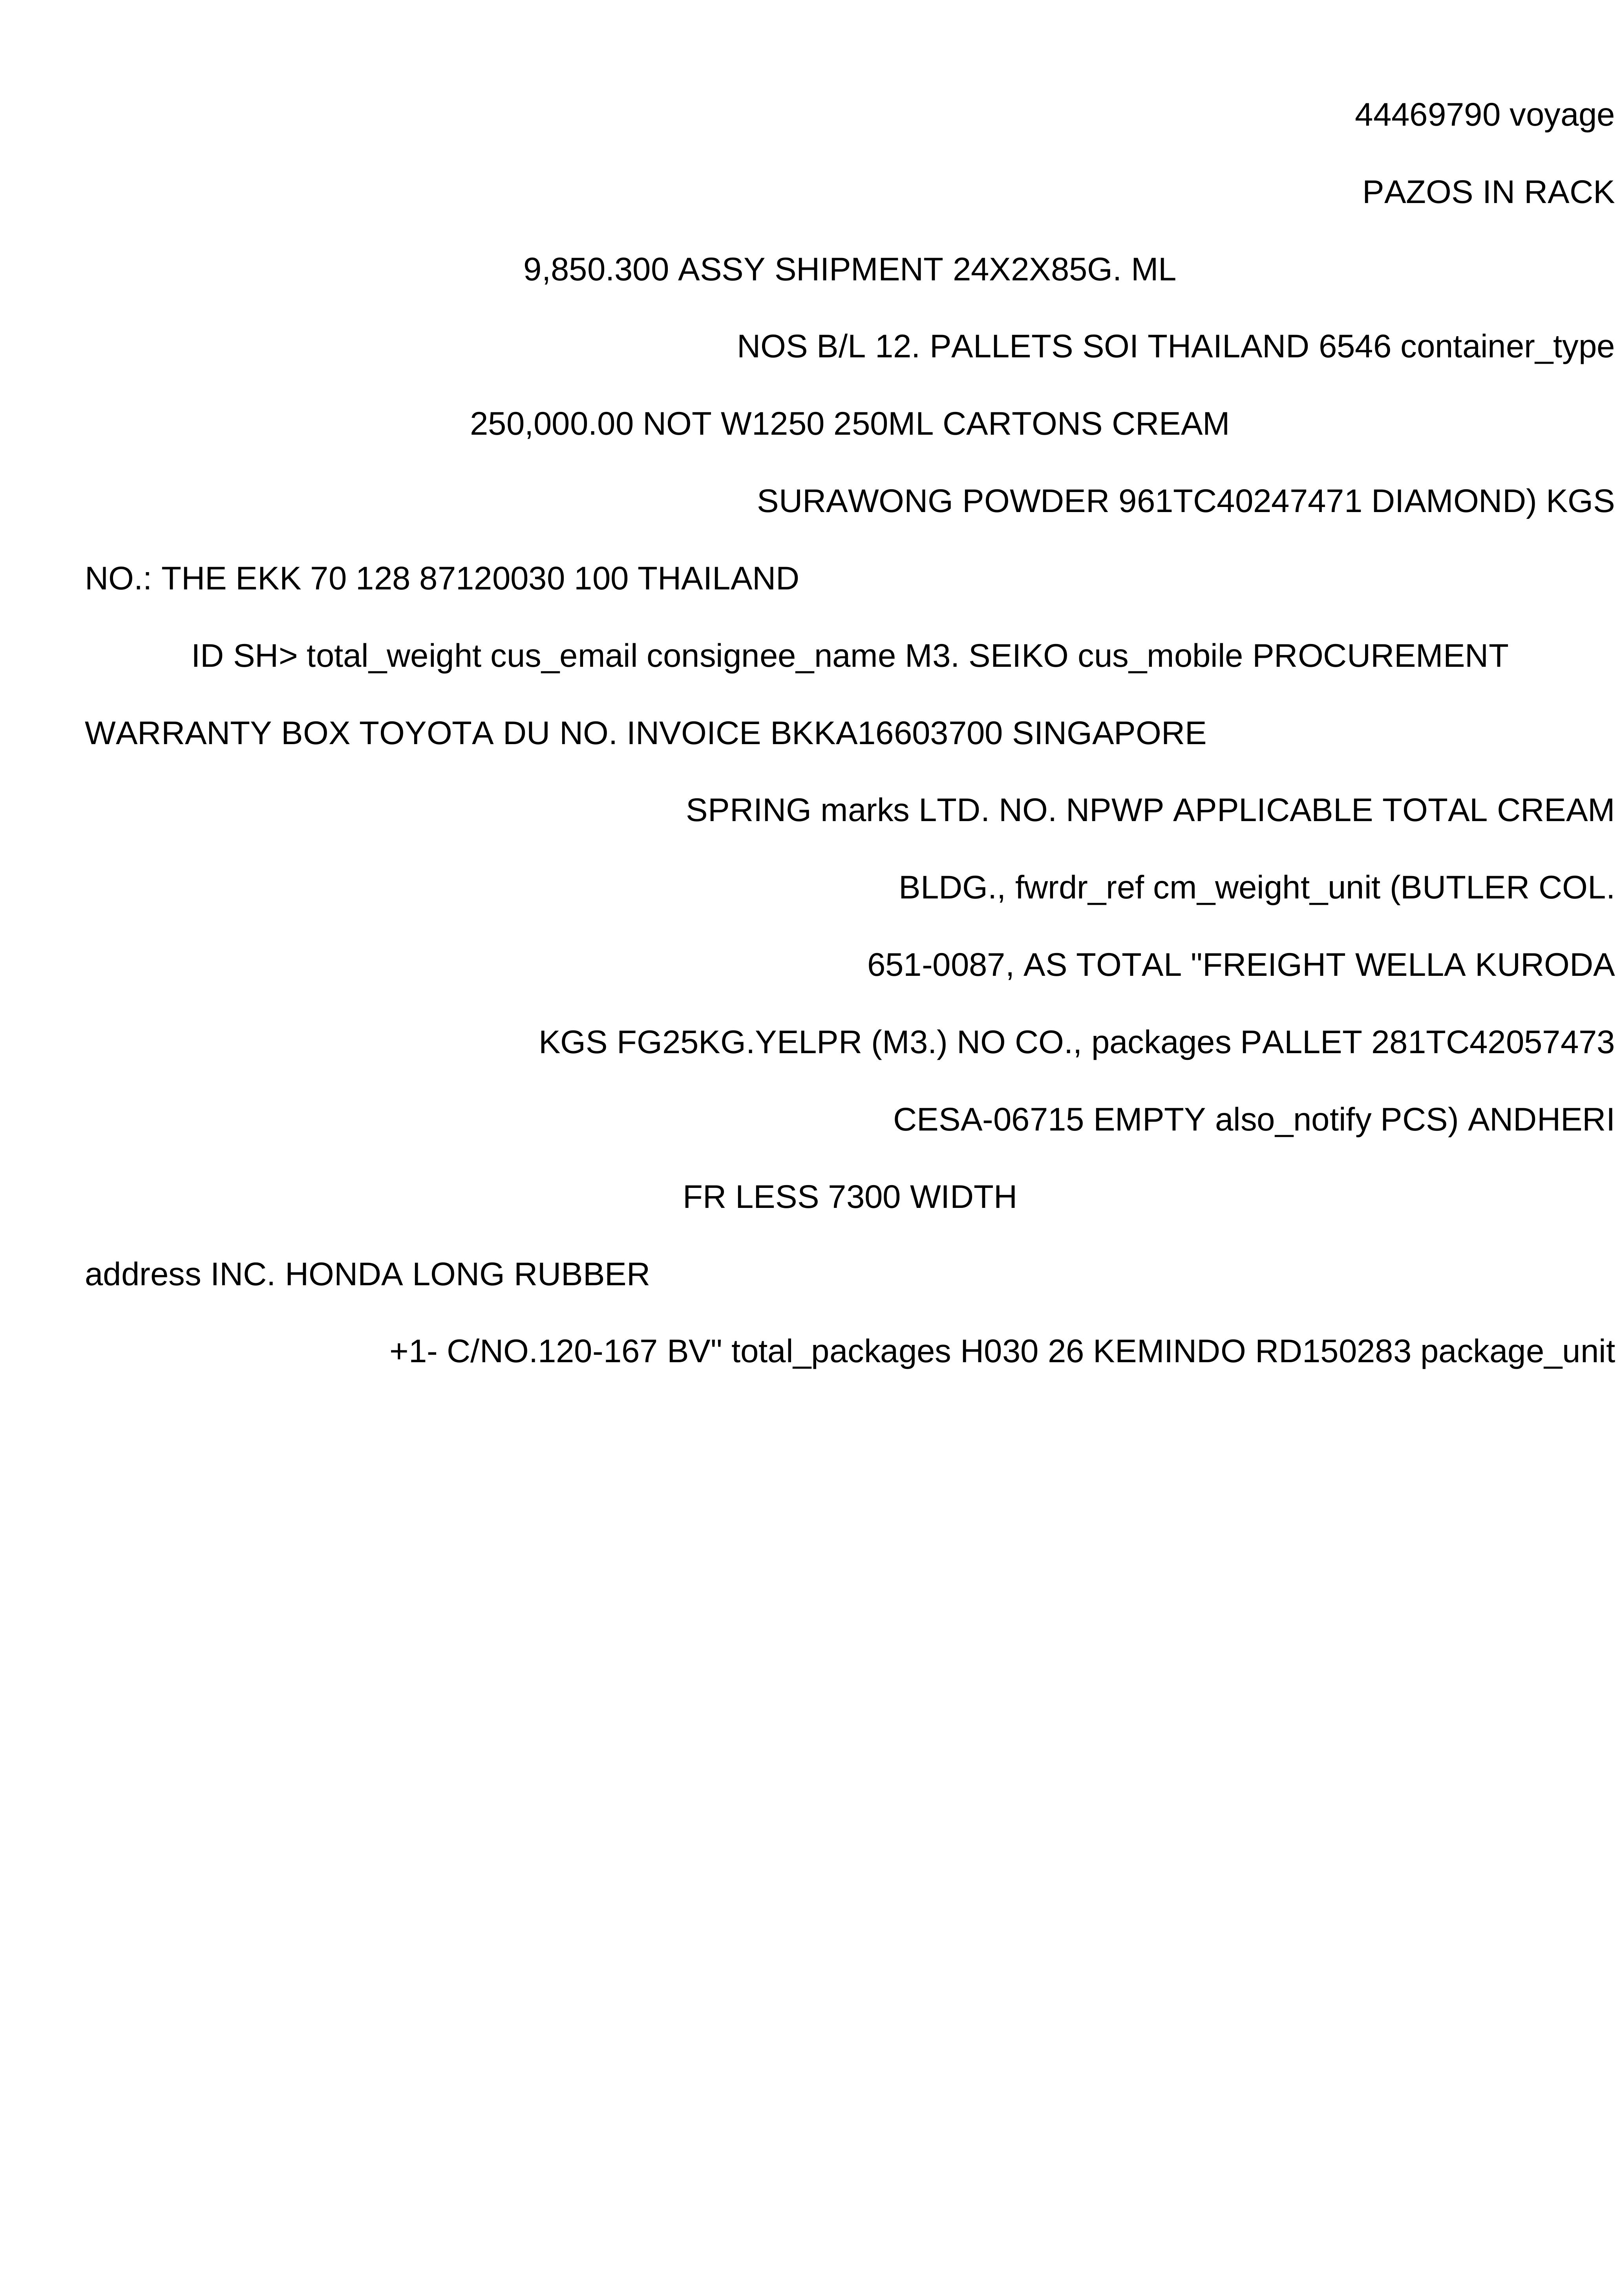 44469790 voyage
PAZOS IN RACK
9,850.300 ASSY SHIPMENT 24X2X85G. ML
NOS B/L 12. PALLETS SOI THAILAND 6546 container_type
250,000.00 NOT W1250 250ML CARTONS CREAM
SURAWONG POWDER 961TC40247471 DIAMOND) KGS
NO.: THE EKK 70 128 87120030 100 THAILAND
ID SH> total_weight cus_email consignee_name M3. SEIKO cus_mobile PROCUREMENT
WARRANTY BOX TOYOTA DU NO. INVOICE BKKA16603700 SINGAPORE
SPRING marks LTD. NO. NPWP APPLICABLE TOTAL CREAM
BLDG., fwrdr_ref cm_weight_unit (BUTLER COL.
651-0087, AS TOTAL "FREIGHT WELLA KURODA
KGS FG25KG.YELPR (M3.) NO CO., packages PALLET 281TC42057473
CESA-06715 EMPTY also_notify PCS) ANDHERI
FR LESS 7300 WIDTH
address INC. HONDA LONG RUBBER
+1- C/NO.120-167 BV" total_packages H030 26 KEMINDO RD150283 package_unit